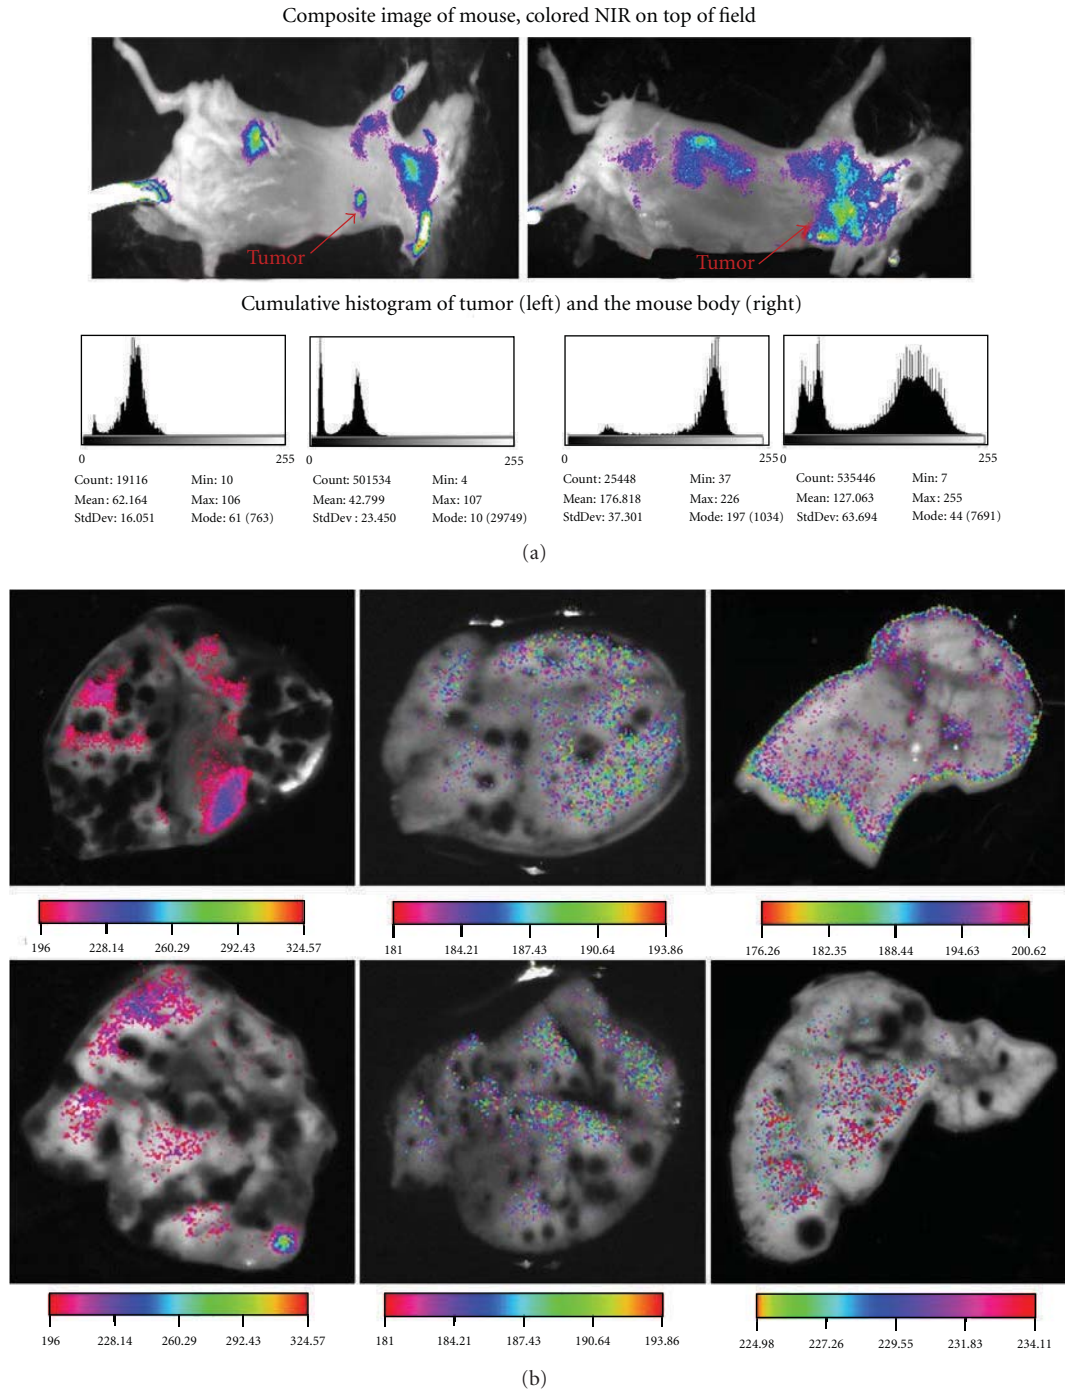 Composite image of mouse, colored NIR on top of field
Tumor
Tumor
Cumulative histogram of tumor (left) and the mouse body (right)
0 255 0 255 0 255 0 255
Count: 19116 Min: 10 Count: 501534 Min: 4 Count: 25448 Min: 37 Count: 535446 Min: 7
Mean: 62.164 Max: 106 Mean: 42.799 Max: 107 Mean: 176.818 Max: 226 Mean: 127.063 Max: 255
StdDev: 16.051 Mode: 61 (763) StdDev : 23.450 Mode: 10 (29749) StdDev: 37.301 Mode: 197 (1034) StdDev: 63.694 Mode: 44 (7691)
(a)
196 228.14 260.29 292.43 324.57 181 184.21 187.43 190.64 193.86 176.26 182.35 188.44 194.63 200.62
196 228.14 260.29 292.43 324.57 181 184.21 187.43 190.64 193.86 224.98 227.26 229.55 231.83 234.11
(b)